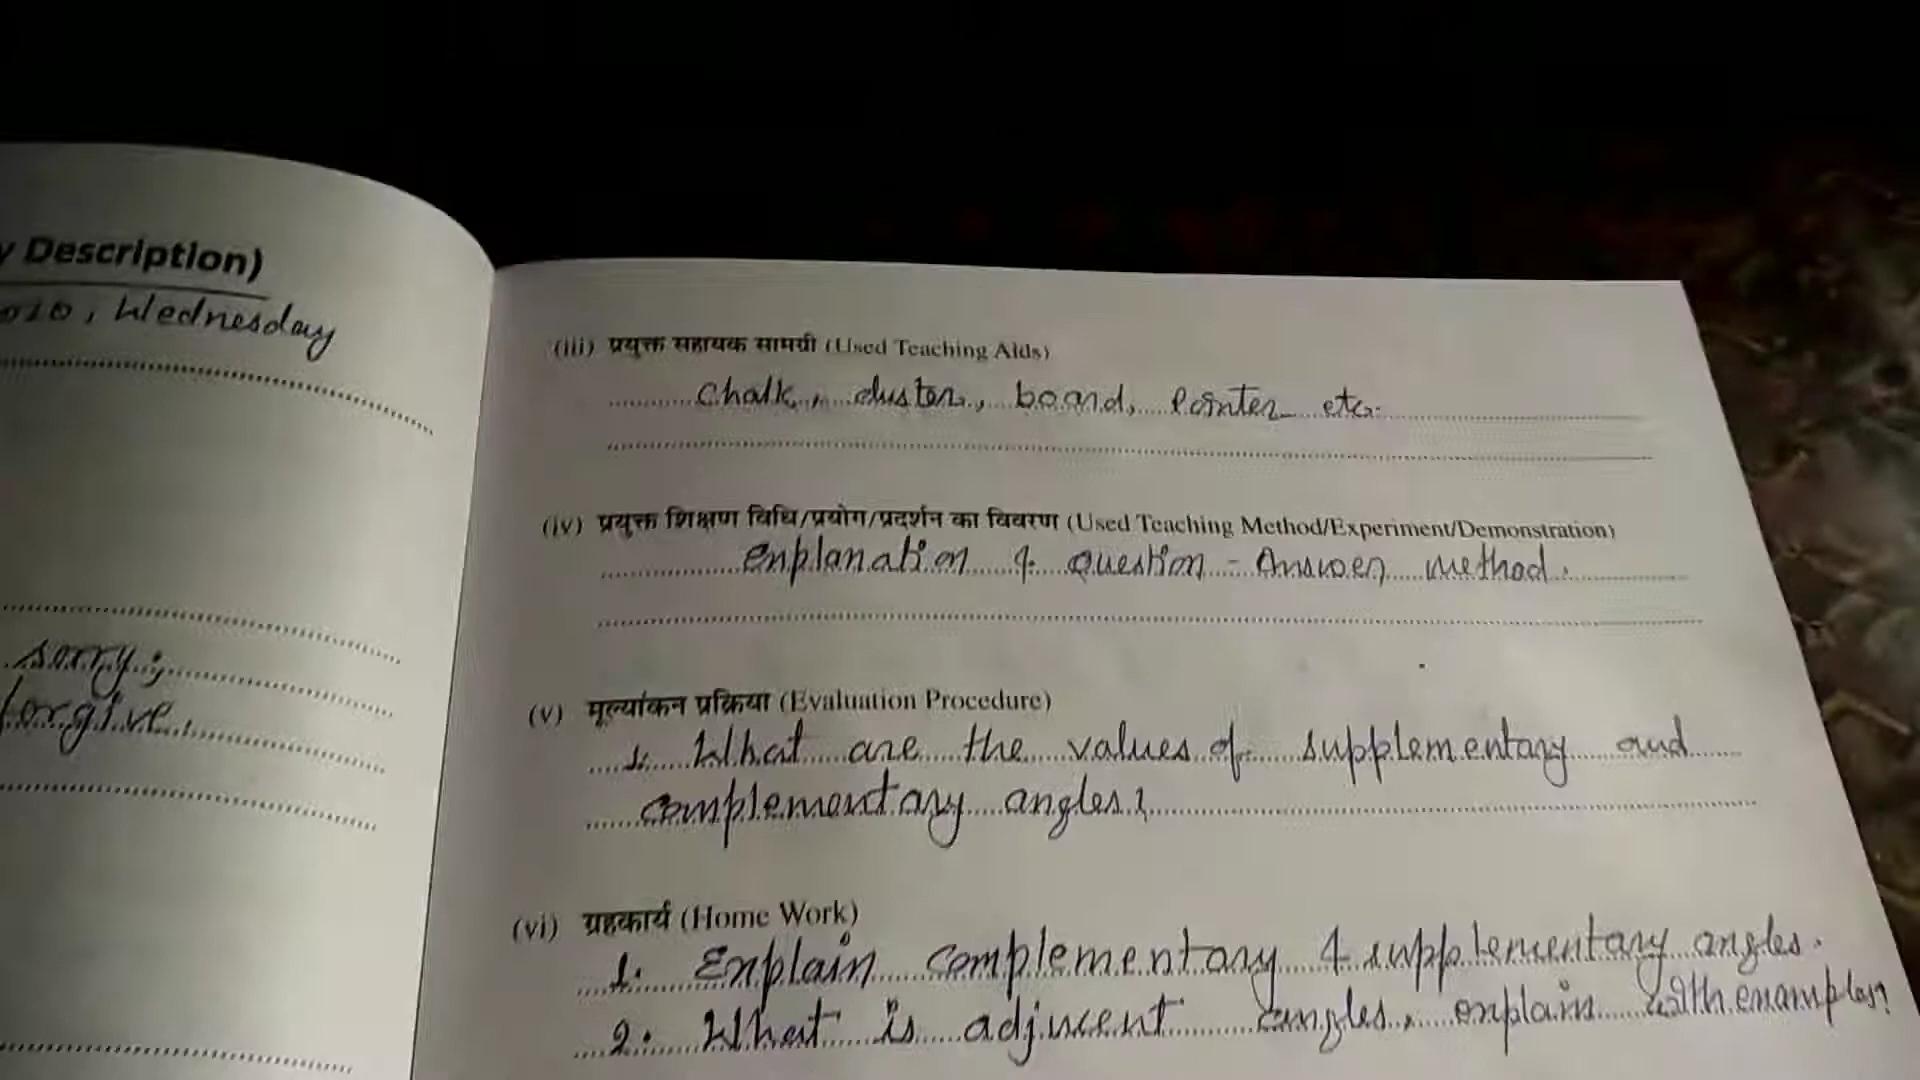 y Description)
010, Wednesday
sorry;
forgive.
(iii) प्रयुक्त सहायक सामग्री (Used Teaching Aids)
Chalk, duster, board, Pointer etc.
(iv) प्रयुक्त शिक्षण विधि/प्रयोग/प्रदर्शन का विवरण (Used Teaching Method/Experiment/Demonstration)
Explanation & Question - Answer method.
(v) मूल्यांकन प्रक्रिया (Evaluation Procedure)
1. What are the values of supplementary and
complementary angles?
(vi) ग्रहकार्य (Home Work)
1. Explain complementary & supplementary angles.
2. What is adjucent angles, explain with examples?